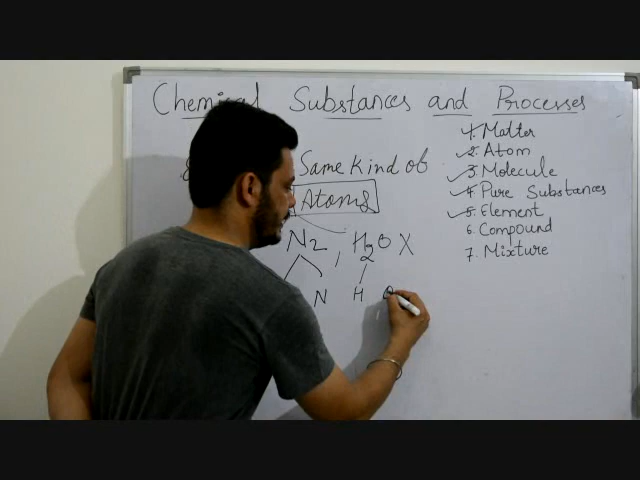 Chemical Substances and Processes
Same kind of
Atoms
N2 , H2O X
N H O
1. Matter
2. Atom
3. Molecule
4. Pure Substances
5. Element
6. Compound
7. Mixture